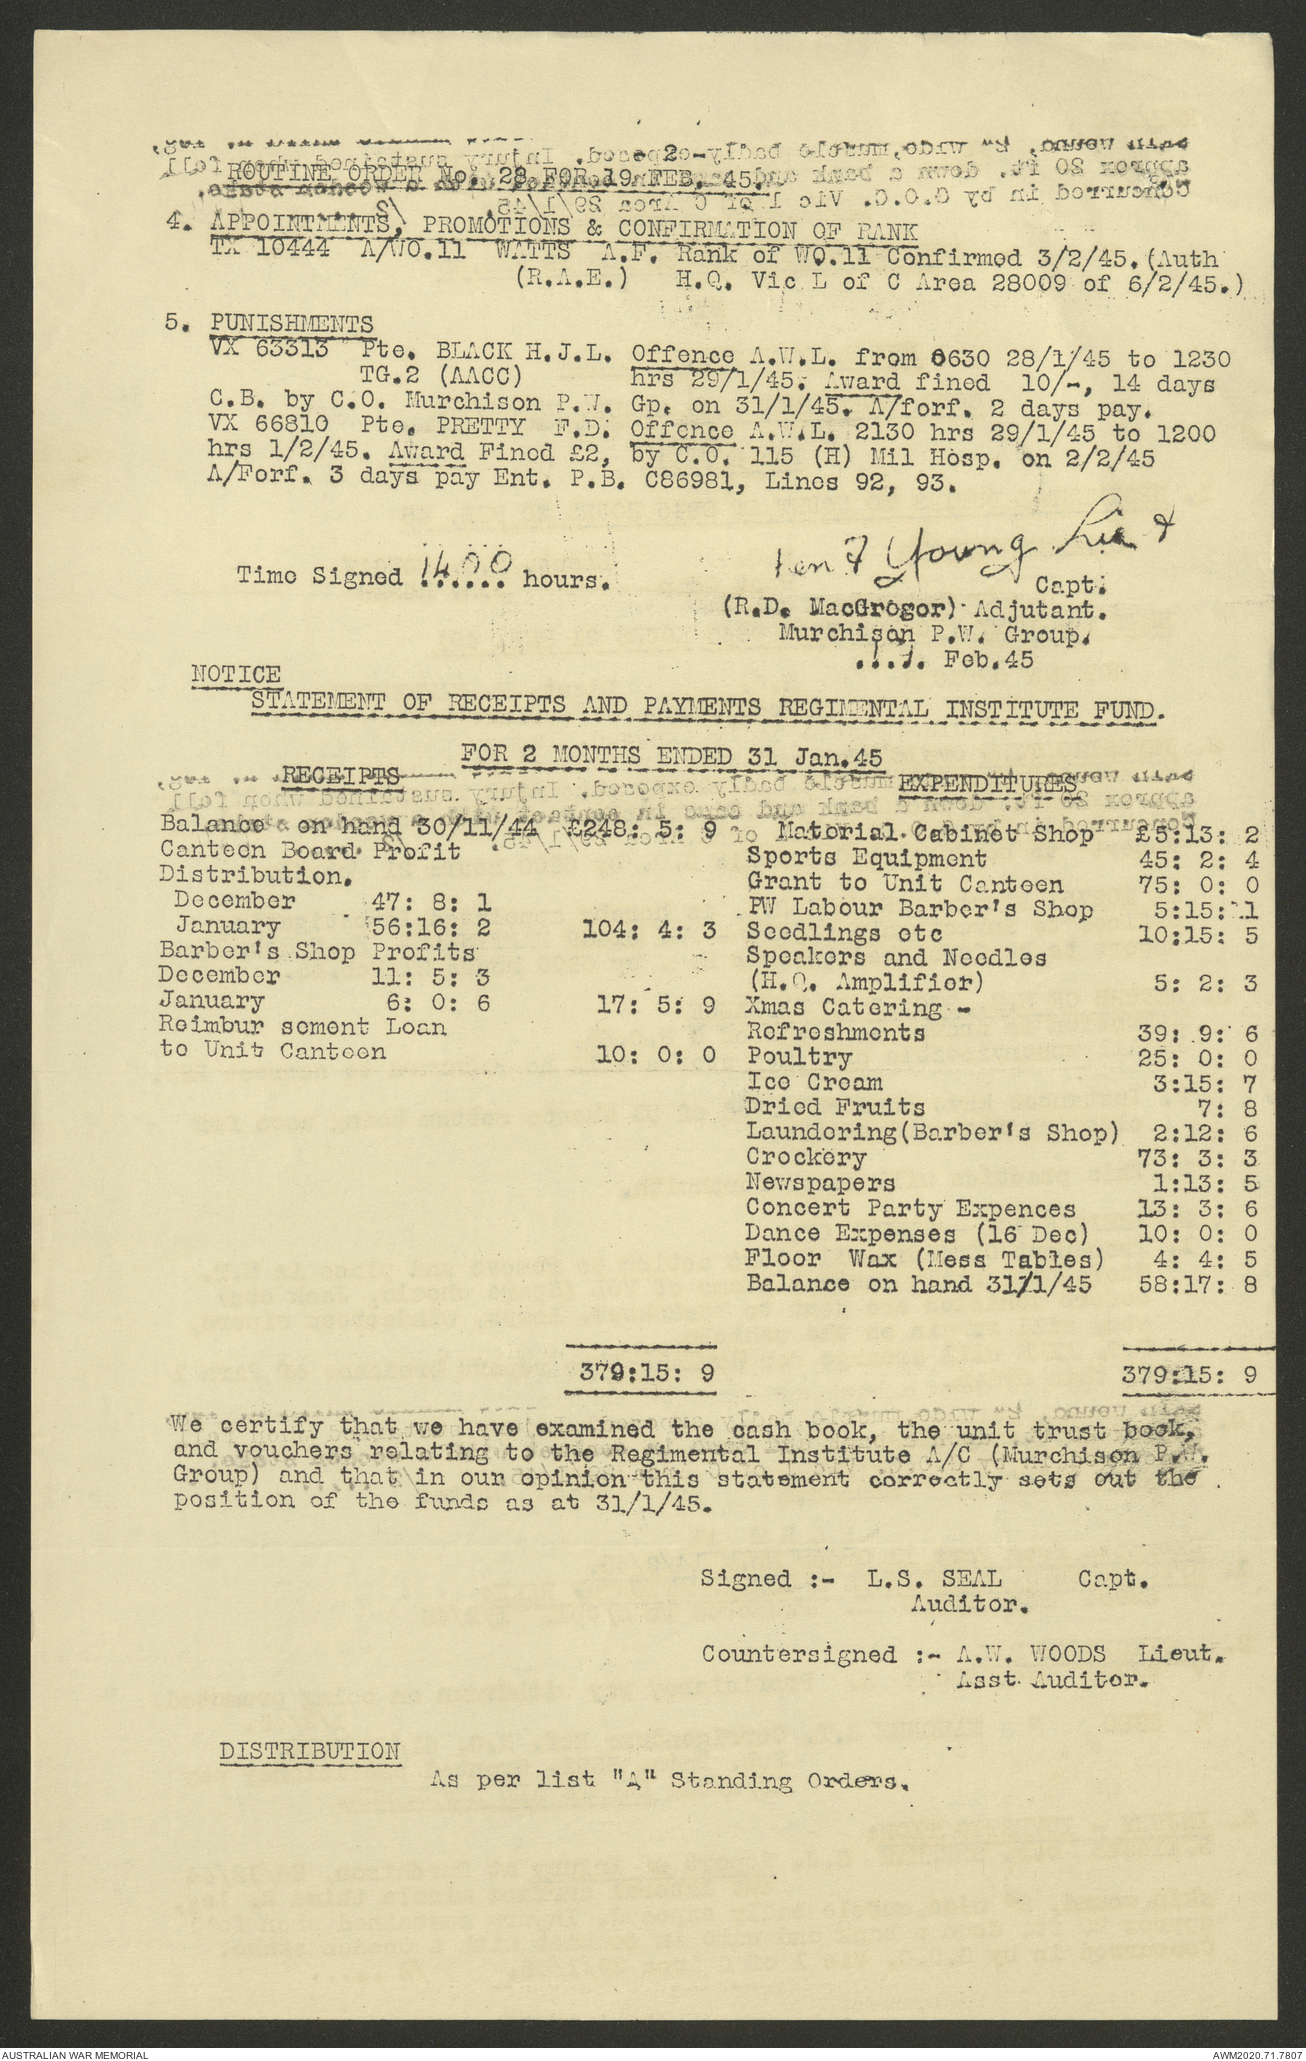 -2-
ROUTINE ORDER No. 28 FOR 19 FEB. 45.
4. APPOINTMENTS, PROMOTIONS & CONFIRMATION OF RANK
TX 10444 A/WO.11 WATTS A.F. Rank of WO.11 Confirmed 3/2/45.(Auth
(R.A.E.) H.Q. Vic L of C Area 28009 of 6/2/45.)
5. PUNISHMENTS
VX 63313 Pte. BLACK H.J.L. Offence A.W.L. from 0630 28/1/45 to 1230
TG.2 (AACC) hrs 29/1/45. Award fined 10/-, 14 days
C.B. by C.O. Murchison P.W. Gp. on 31/1/45. A/forf. 2 days pay.
VX 66810 Pte. PRETTY F.D. Offence A.W.L. 2130 hrs 29/1/45 to 1200
hrs 1/2/45. Award Fined £2, by C.O. 115 (H) Mil Hosp. on 2/2/45
A/Forf. 3 days pay Ent. P.B. C86981, Lines 92, 93.
Young Lieut
Time Signed 1400 hours. Capt.
(R.D. MacGregor) Adjutant.
Murchison P.W. Group.
Feb.45
NOTICE
STATEMENT OF RECEIPTS AND PAYMENTS REGIMENTAL INSTITUTE FUND.
FOR 2 MONTHS ENDED 31 Jan.45
RECEIPTS EXPENDITURES
Balance on hand 30/11/44 £248: 5: 9 Material Cabinet Shop £5:13: 2
Canteen Board Profit Sports Equipment 45: 2: 4
Distribution. Grant to Unit Canteen 75: 0: 0
December 47: 8: 1 PW Labour Barber's Shop 5:15:11
January 56:16: 2 104: 4: 3 Seedlings etc 10:15: 5
Barber's Shop Profits Speakers and Needles
December 11: 5: 3 (H.Q. Amplifier) 5: 2: 3
January 6: 0: 6 17: 5: 9 Xmas Catering -
Reimbur sement Loan Refreshments 39: 9: 6
to Unit Canteen 10: 0: 0 Poultry 25: 0: 0
Ice Cream 3:15: 7
Dried Fruits 7: 8
Laundering(Barber's Shop) 2:12: 6
Crockery 73: 3: 3
Newspapers 1:13: 5
Concert Party Expences 13: 3: 6
Dance Expenses (16 Dec) 10: 0: 0
Floor Wax (Mess Tables) 4: 4: 5
Balance on hand 31/1/45 58:17: 8
379:15: 9 379:15: 9
We certify that we have examined the cash book, the unit trust book,
and vouchers relating to the Regimental Institute A/C (Murchison P.W.
Group) and that in our opinion this statement correctly sets out the
position of the funds as at 31/1/45.
Signed :- L.S. SEAL Capt.
Auditor.
Countersigned :- A.W. WOODS Lieut.
Asst Auditor.
DISTRIBUTION
As per list "A" Standing Orders.
AUSTRALIAN WAR MEMORIAL AWM2020.71.7807